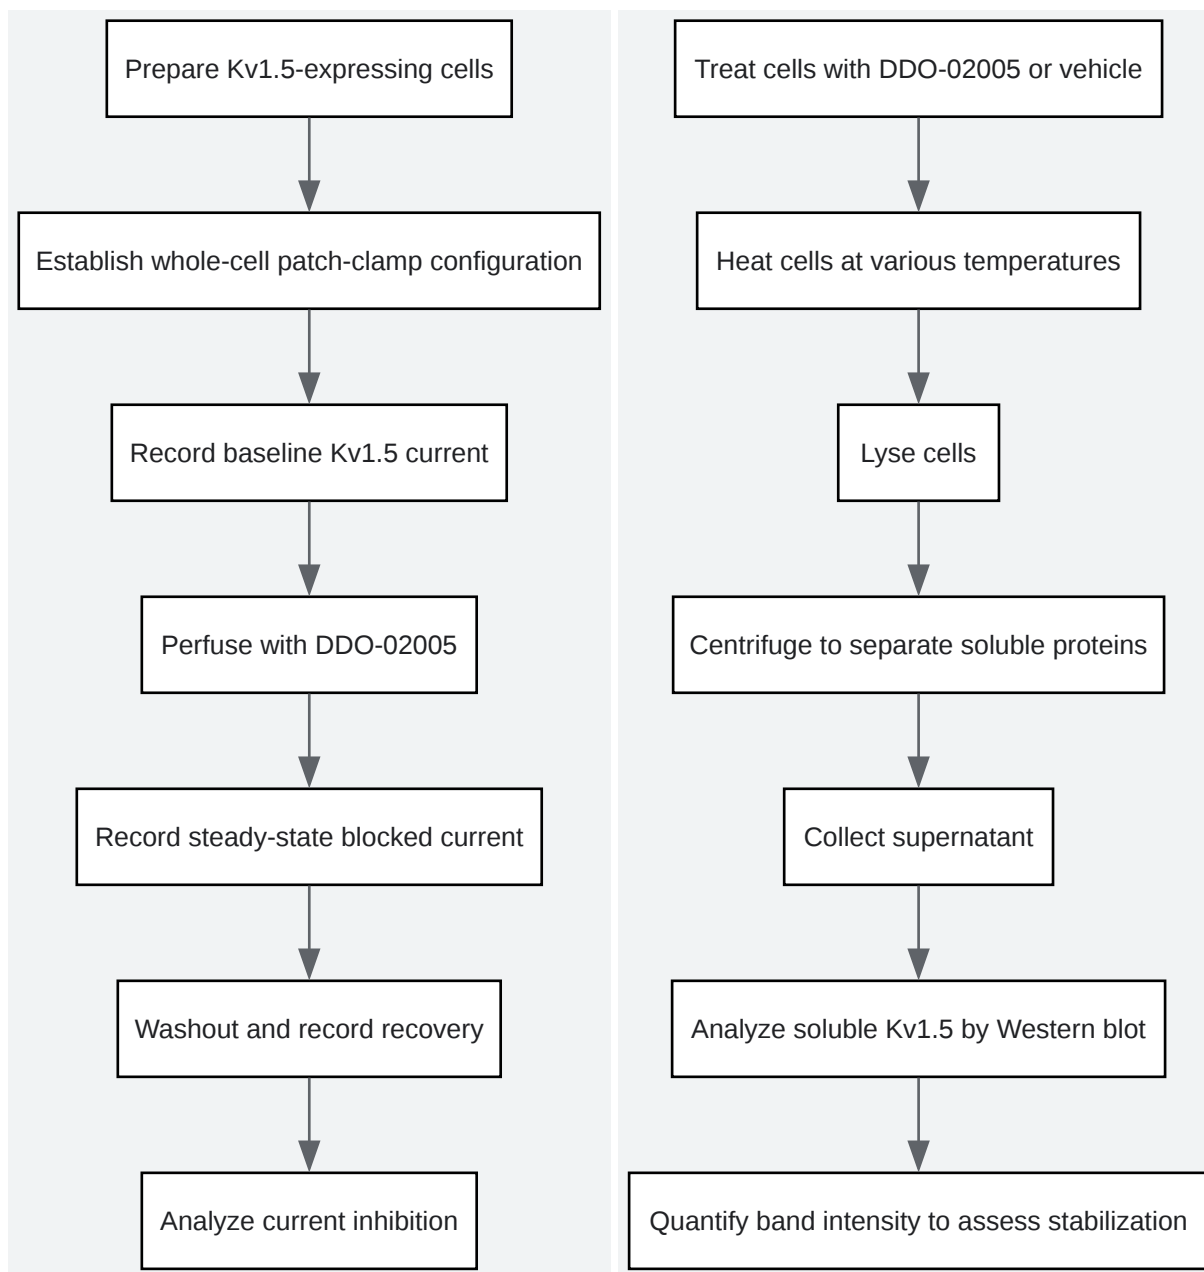 Prepare Kv1.5-expressing cells
Establish whole-cell patch-clamp configuration
Record baseline Kv1.5 current
Perfuse with DDO-02005
Record steady-state blocked current
Washout and record recovery
Analyze current inhibition
Treat cells with DDO-02005 or vehicle
Heat cells at various temperatures
Lyse cells
Centrifuge to separate soluble proteins
Collect supernatant
Analyze soluble Kv1.5 by Western blot
Quantify band intensity to assess stabilization